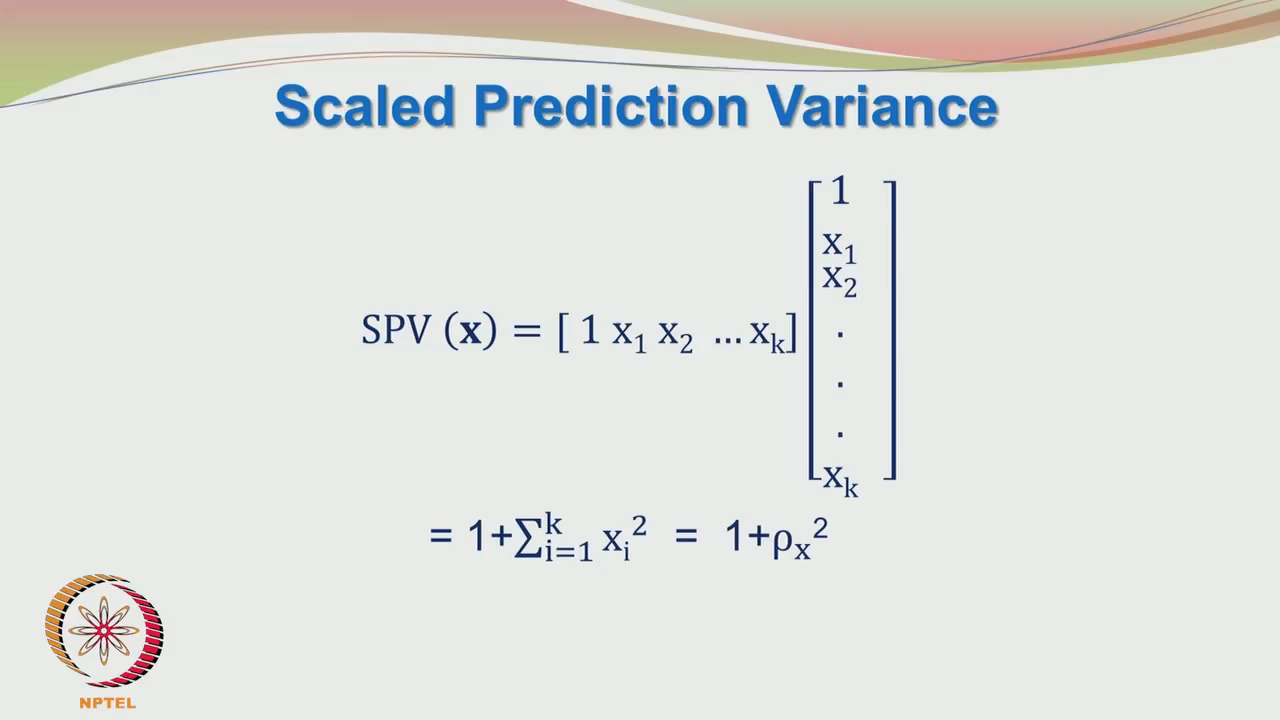 Scaled Prediction Variance
SPV (x) = [ 1 x₁ x₂ ... xₖ] [ 1
x₁
x₂
.
.
.
xₖ ]
= 1+∑ᵢ₌₁ᵏ xᵢ² = 1+ρₓ²
NPTEL